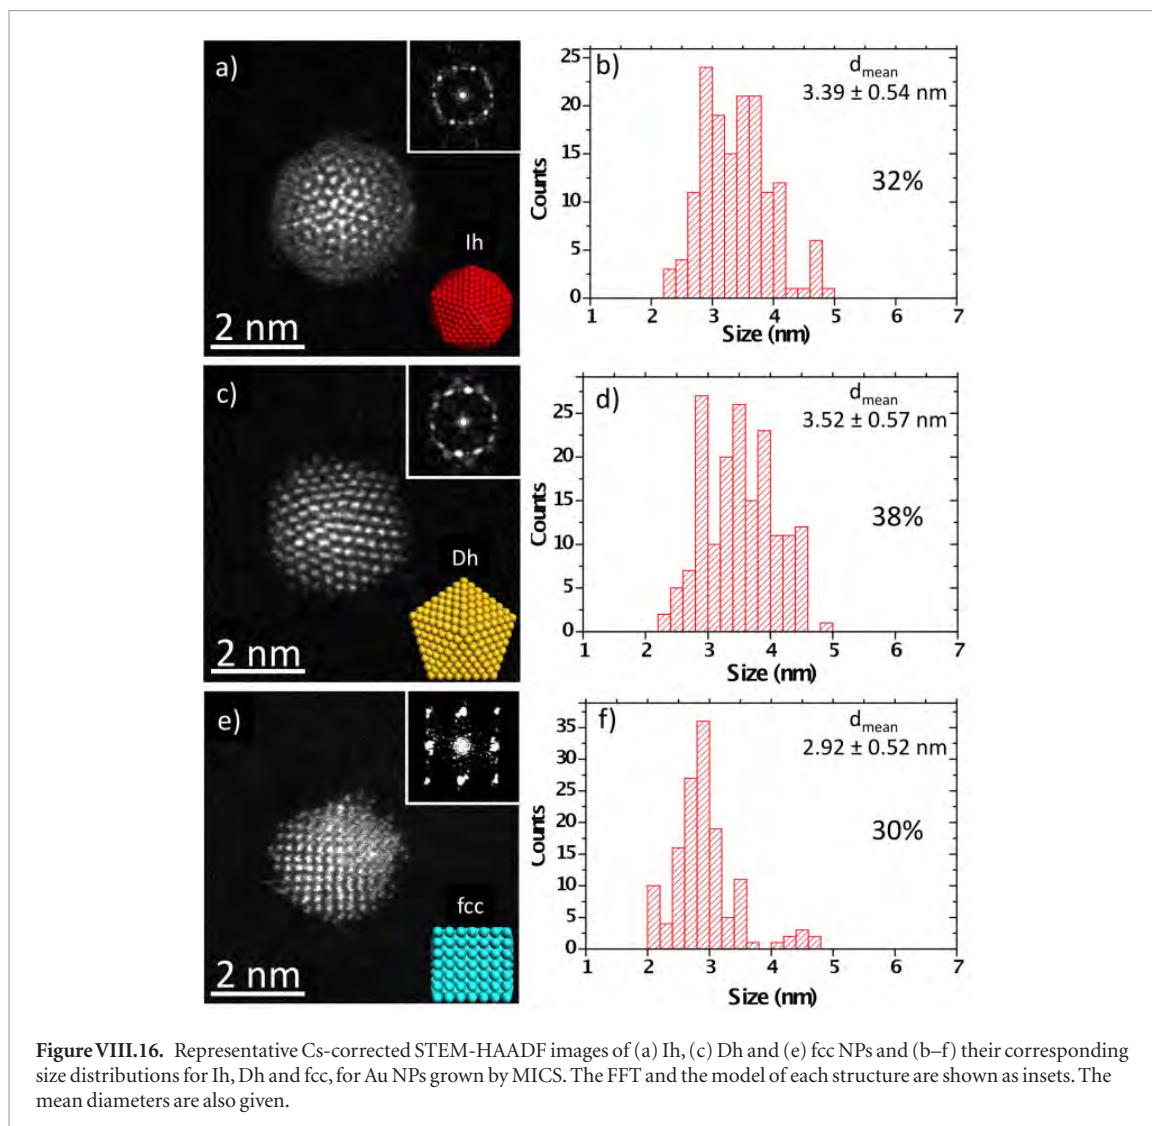 a)
Ih
2 nm
b)
d_mean
3.39 ± 0.54 nm
32%
Counts
25
20
15
10
5
0
1 2 3 4 5 6 7
Size (nm)
c)
Dh
2 nm
d)
d_mean
3.52 ± 0.57 nm
38%
Counts
25
20
15
10
5
0
1 2 3 4 5 6 7
Size (nm)
e)
fcc
2 nm
f)
d_mean
2.92 ± 0.52 nm
30%
Counts
35
30
25
20
15
10
5
0
1 2 3 4 5 6 7
Size (nm)
Figure VIII.16. Representative Cs-corrected STEM-HAADF images of (a) Ih, (c) Dh and (e) fcc NPs and (b–f) their corresponding
size distributions for Ih, Dh and fcc, for Au NPs grown by MICS. The FFT and the model of each structure are shown as insets. The
mean diameters are also given.